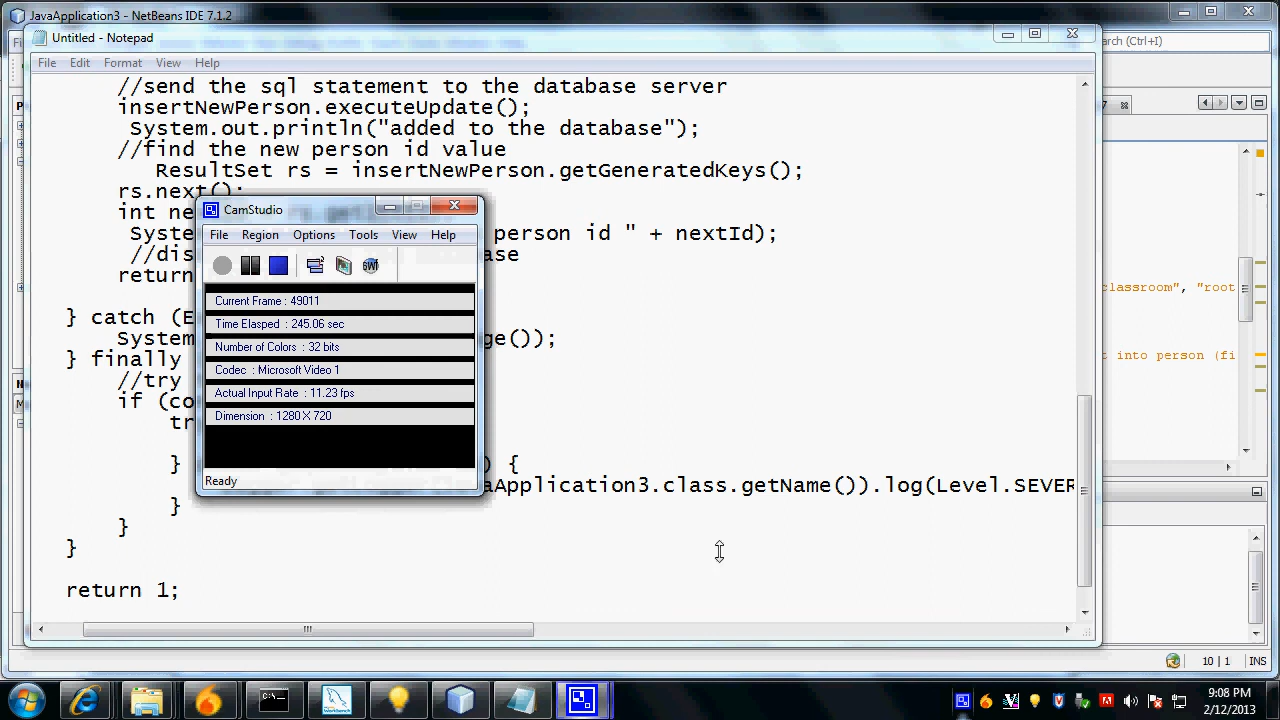 JavaApplication3 - NetBeans IDE 7.1.2
Untitled - Notepad
arch (Ctrl+I)
File Edit Format View Help
//send the sql statement to the database server
insertNewPerson.executeUpdate();
System.out.println("added to the database");
//find the new person id value
ResultSet rs = insertNewPerson.getGeneratedKeys();
rs.next();
int ne
Syste person id " + nextId);
//dis ase
return
} catch (E
System ge());
} finally
//try
if (co
tr
} ) {
aApplication3.class.getName()).log(Level.SEVER
}
}
}
return 1;
CamStudio
File Region Options Tools View Help
Current Frame : 49011
Time Elasped : 245.06 sec
Number of Colors : 32 bits
Codec : Microsoft Video 1
Actual Input Rate : 11.23 fps
Dimension : 1280 X 720
Ready
classroom", "root
t into person (fi
10 | 1 INS
9:08 PM
2/12/2013